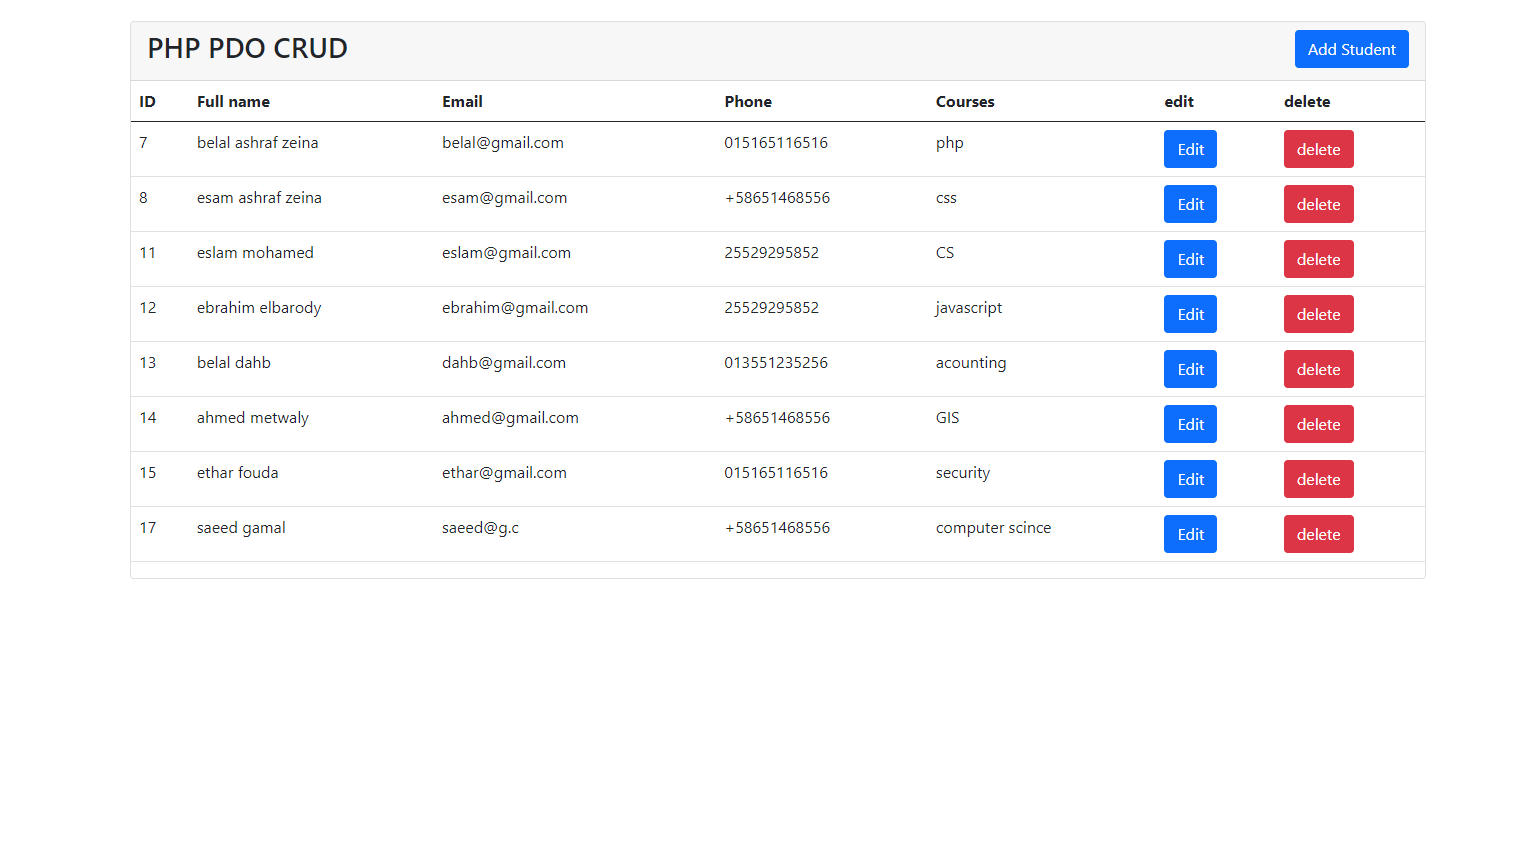 PHP PDO CRUD Add Student
ID Full name Email Phone Courses edit delete
7 belal ashraf zeina belal@gmail.com 015165116516 php Edit delete
8 esam ashraf zeina esam@gmail.com +58651468556 css Edit delete
11 eslam mohamed eslam@gmail.com 25529295852 CS Edit delete
12 ebrahim elbarody ebrahim@gmail.com 25529295852 javascript Edit delete
13 belal dahb dahb@gmail.com 013551235256 acounting Edit delete
14 ahmed metwaly ahmed@gmail.com +58651468556 GIS Edit delete
15 ethar fouda ethar@gmail.com 015165116516 security Edit delete
17 saeed gamal saeed@g.c +58651468556 computer scince Edit delete